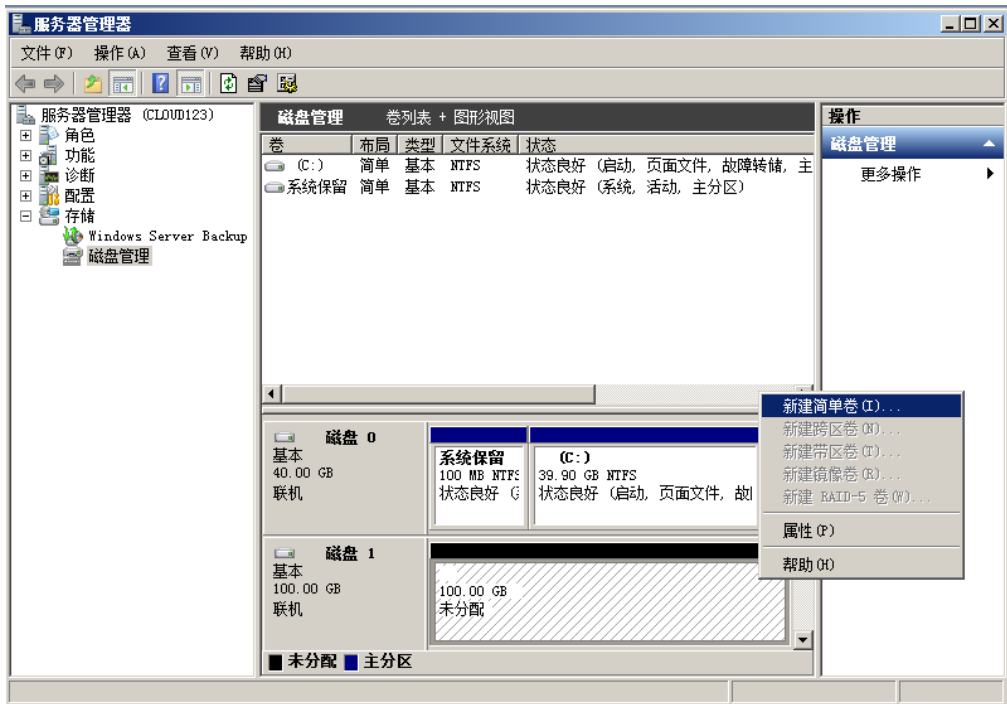 服务器管理器
文件(F) 操作(A) 查看(V) 帮助(H)
服务器管理器 (CLOUD123)
角色
功能
诊断
配置
存储
Windows Server Backup
磁盘管理
磁盘管理 卷列表 + 图形视图
卷 布局 类型 文件系统 状态
(C:) 简单 基本 NTFS 状态良好 (启动, 页面文件, 故障转储, 主
系统保留 简单 基本 NTFS 状态良好 (系统, 活动, 主分区)
操作
磁盘管理
更多操作
新建简单卷(I)...
新建跨区卷(N)...
新建带区卷(T)...
新建镜像卷(R)...
新建 RAID-5 卷(W)...
属性(P)
帮助(H)
磁盘 0
基本
40.00 GB
联机
系统保留
100 MB NTFS
状态良好 (
(C:)
39.90 GB NTFS
状态良好 (启动, 页面文件, 故
磁盘 1
基本
100.00 GB
联机
100.00 GB
未分配
未分配 主分区